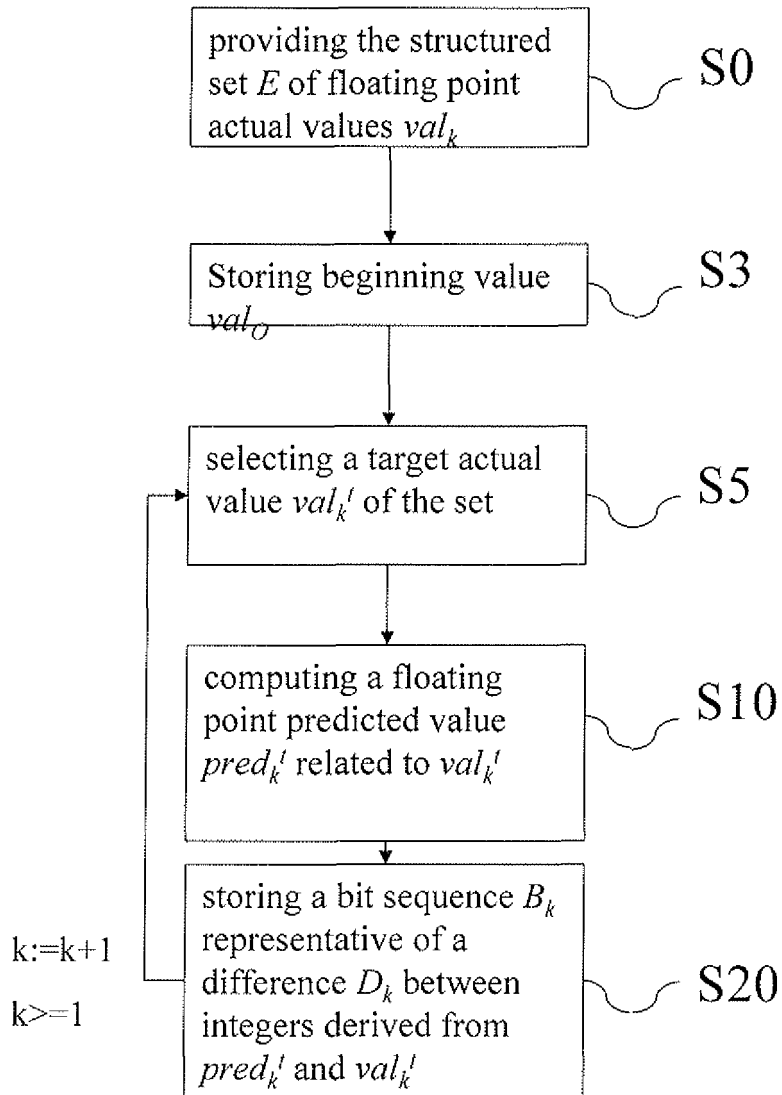 providing the structured
set E of floating point
actual values valₖ
S0
Storing beginning value
val_O
S3
selecting a target actual
value valₖᵗ of the set
S5
computing a floating
point predicted value
predₖᵗ related to valₖᵗ
S10
storing a bit sequence Bₖ
representative of a
difference Dₖ between
integers derived from
predₖᵗ and valₖᵗ
S20
k:=k+1
k>=1